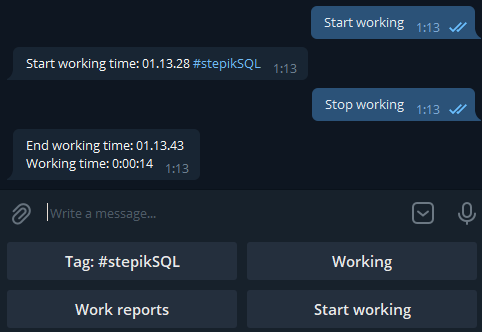 Start working 1:13
Start working time: 01.13.28 #stepikSQL 1:13
Stop working 1:13
End working time: 01.13.43
Working time: 0:00:14 1:13
Write a message...
Tag: #stepikSQL Working
Work reports Start working